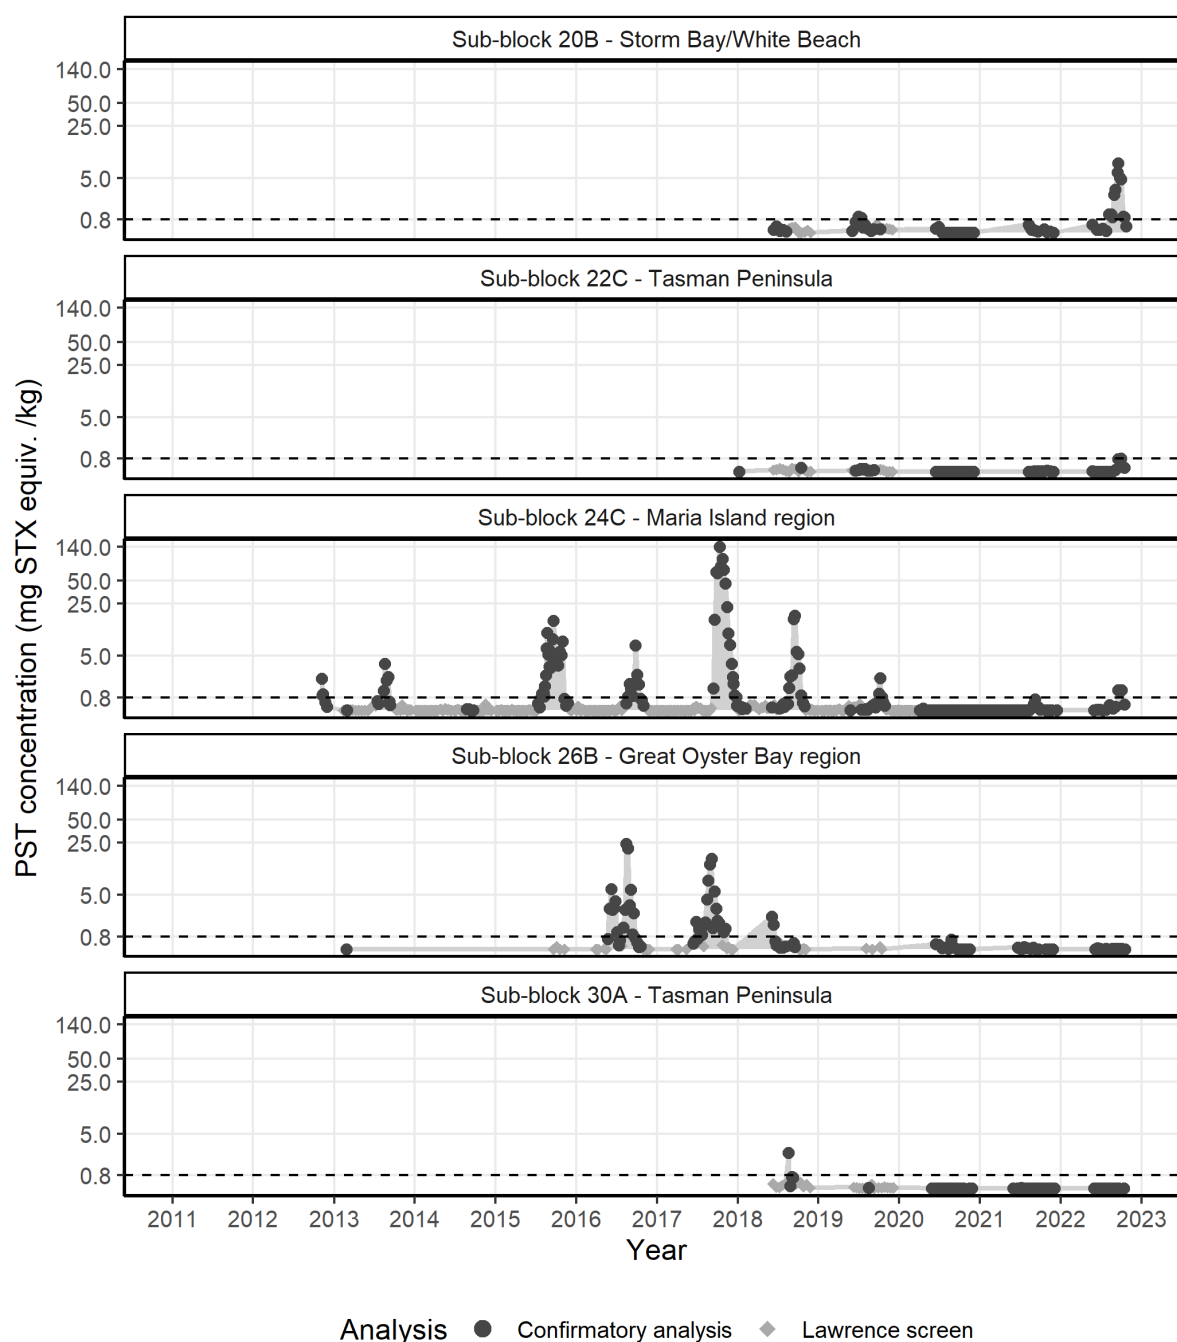 Sub-block 20B - Storm Bay/White Beach
140.0
50.0
25.0
5.0
0.8
Sub-block 22C - Tasman Peninsula
140.0
50.0
25.0
5.0
0.8
Sub-block 24C - Maria Island region
140.0
50.0
25.0
5.0
0.8
Sub-block 26B - Great Oyster Bay region
140.0
50.0
25.0
5.0
0.8
Sub-block 30A - Tasman Peninsula
140.0
50.0
25.0
5.0
0.8
PST concentration (mg STX equiv. /kg)
2011 2012 2013 2014 2015 2016 2017 2018 2019 2020 2021 2022 2023
Year
Analysis Confirmatory analysis Lawrence screen